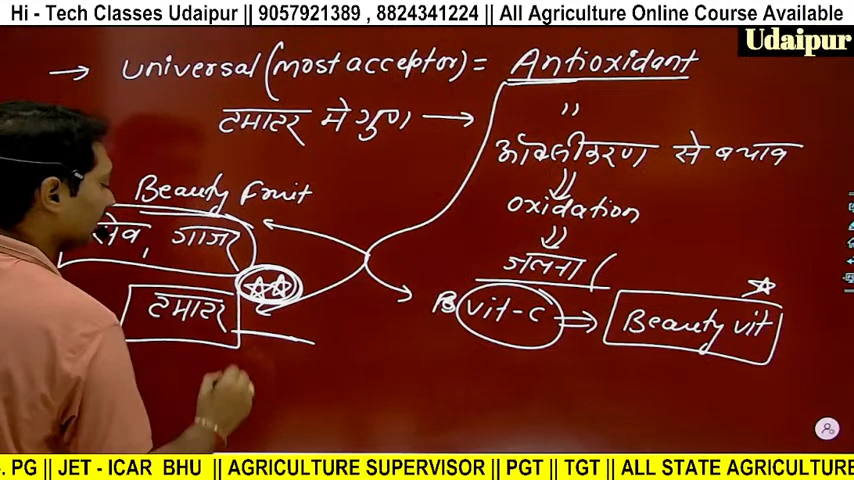 Hi - Tech Classes Udaipur || 9057921389 , 8824341224 || All Agriculture Online Course Available
Udaipur
→ universal (most acceptor) = Antioxidant
टमाटर मे गुण → "
ऑक्सीकरण से बचाव
Beauty Fruit
oxidation
सेव, गाजर
जलना (
टमाटर
vit-c ⇒ Beauty vit
. PG || JET - ICAR BHU || AGRICULTURE SUPERVISOR || PGT || TGT || ALL STATE AGRICULTURE